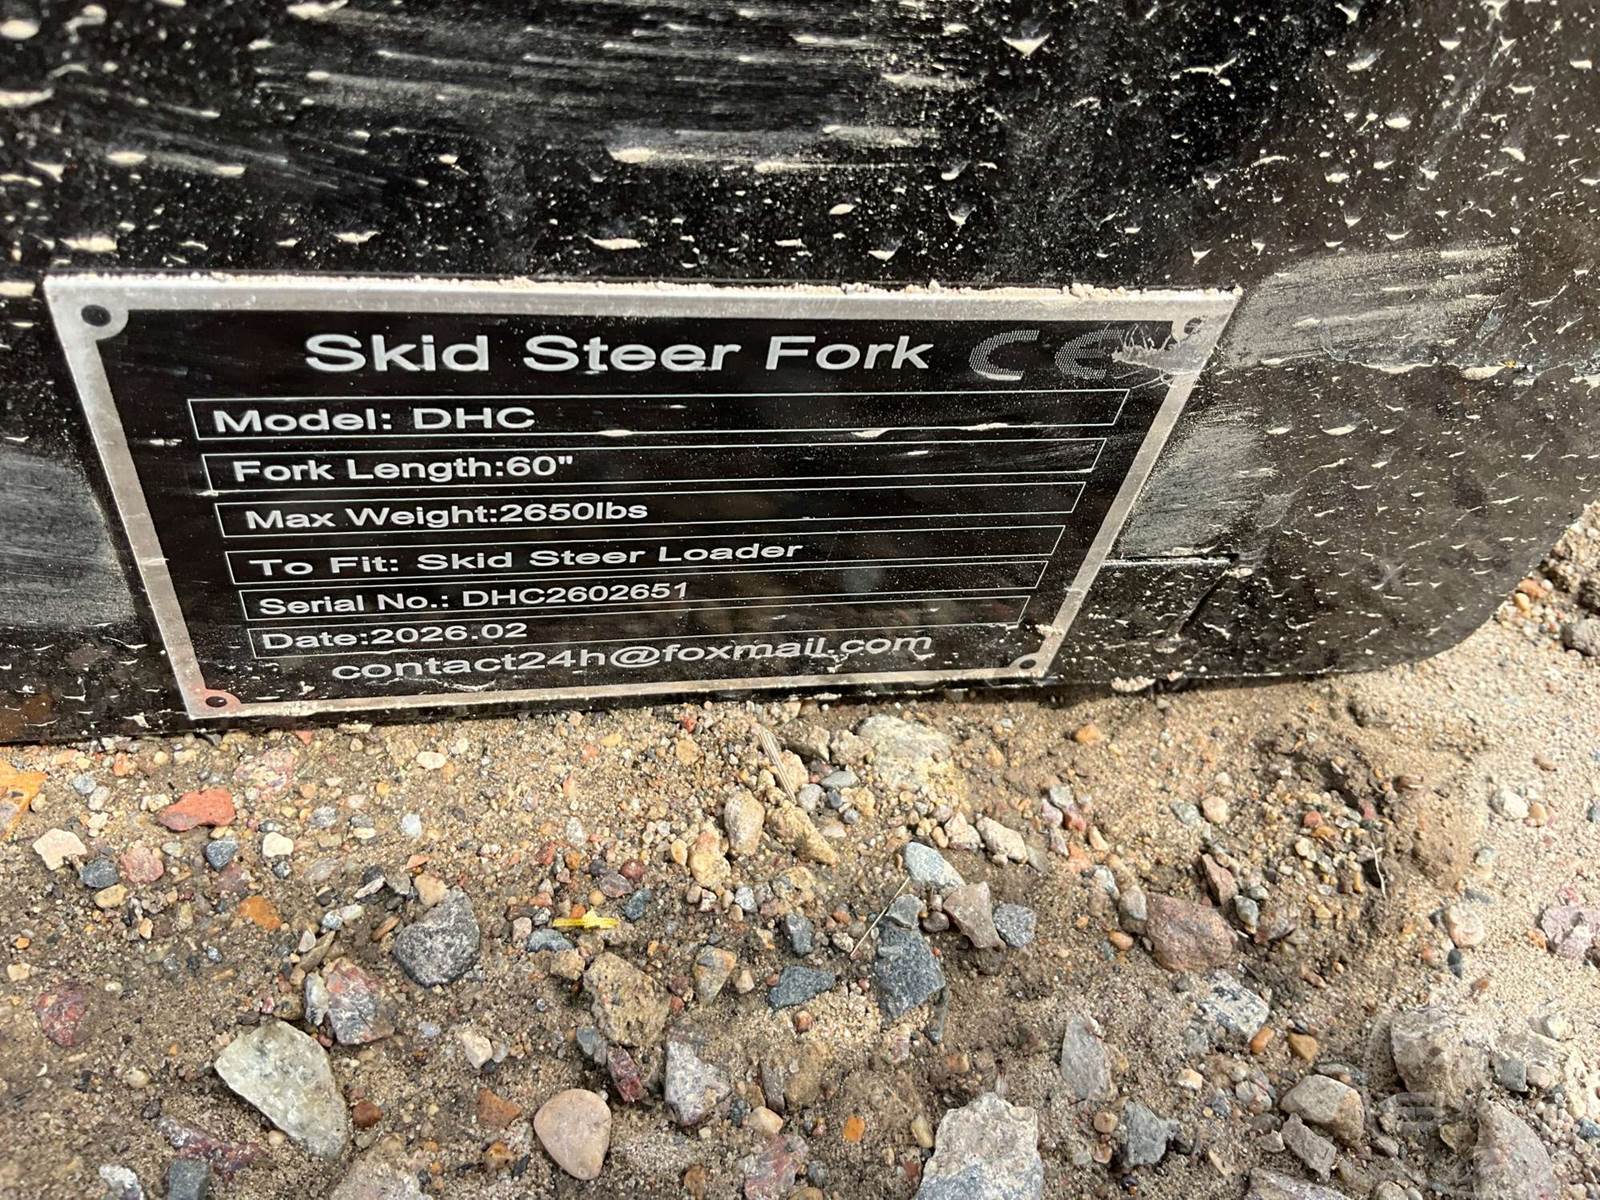 Skid Steer Fork CE
Model: DHC
Fork Length:60"
Max Weight:2650lbs
To Fit: Skid Steer Loader
Serial No.: DHC2602651
Date:2026.02
contact24h@foxmail.com